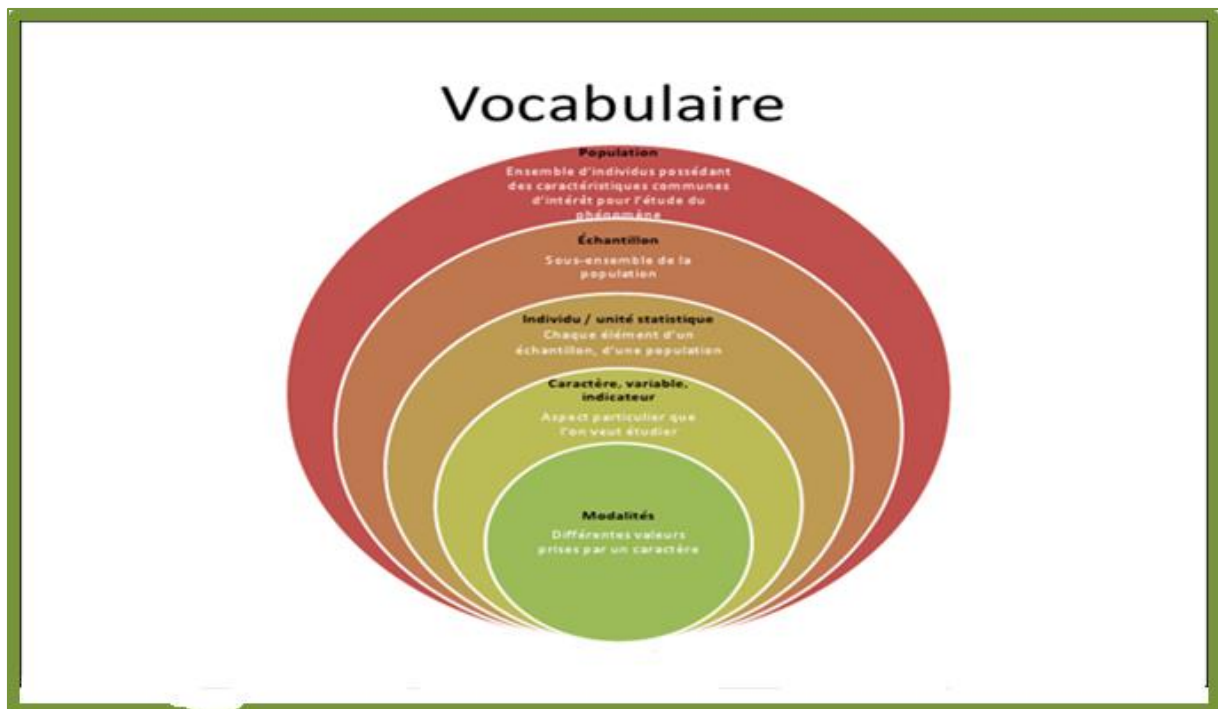 Vocabulaire
Population
Ensemble d'individus possédant
des caractéristiques communes
d'intérêt pour l'étude du
phénomène
Échantillon
Sous-ensemble de la
population
Individu / unité statistique
Chaque élément d'un
échantillon, d'une population
Caractère, variable,
indicateur
Aspect particulier que
l'on veut étudier
Modalités
Différentes valeurs
prises par un caractère